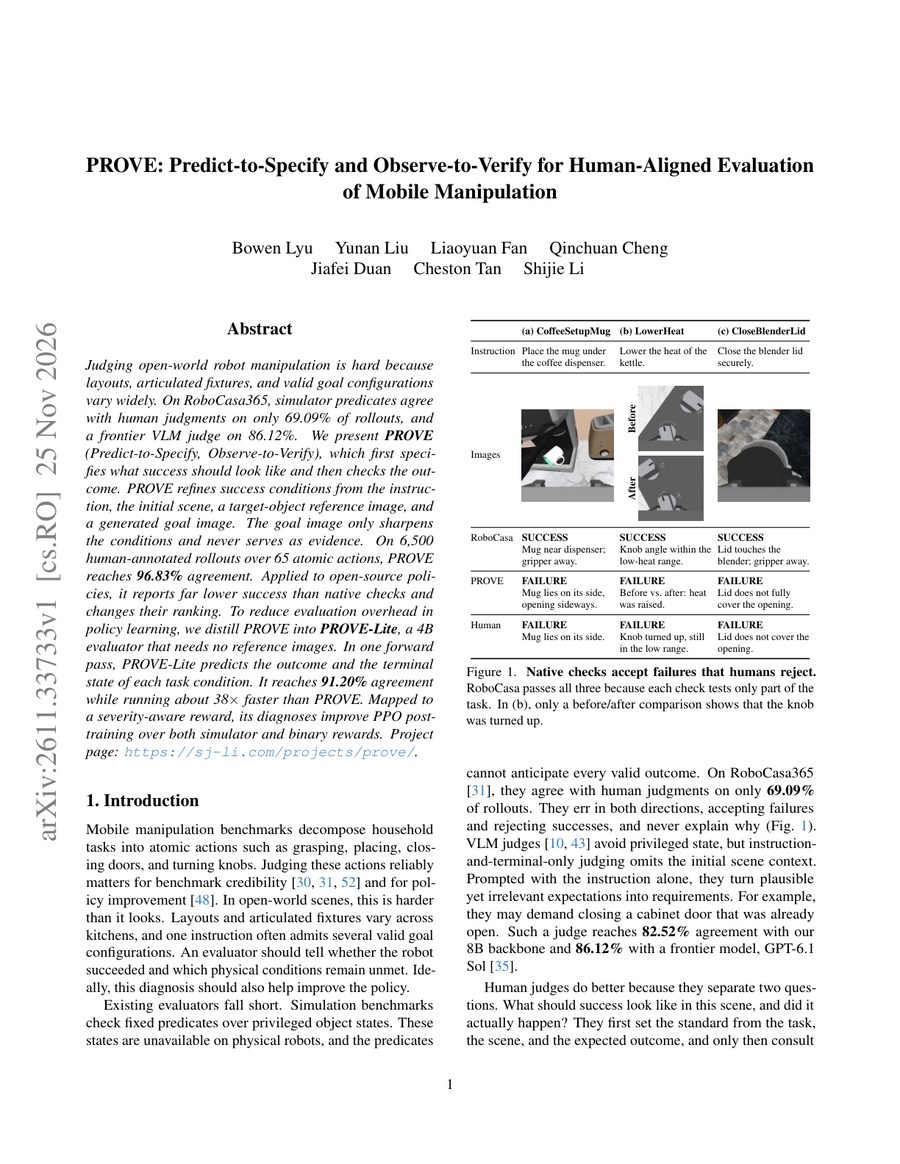 PROVE: Predict-to-Specify and Observe-to-Verify for Human-Aligned Evaluation
of Mobile Manipulation
Bowen Lyu Yunan Liu Liaoyuan Fan Qinchuan Cheng
Jiafei Duan Cheston Tan Shijie Li
arXiv:2611.33733v1 [cs.RO] 25 Nov 2026
Abstract
Judging open-world robot manipulation is hard because
layouts, articulated fixtures, and valid goal configurations
vary widely. On RoboCasa365, simulator predicates agree
with human judgments on only 69.09% of rollouts, and
a frontier VLM judge on 86.12%. We present PROVE
(Predict-to-Specify, Observe-to-Verify), which first speci-
fies what success should look like and then checks the out-
come. PROVE refines success conditions from the instruc-
tion, the initial scene, a target-object reference image, and
a generated goal image. The goal image only sharpens
the conditions and never serves as evidence. On 6,500
human-annotated rollouts over 65 atomic actions, PROVE
reaches 96.83% agreement. Applied to open-source poli-
cies, it reports far lower success than native checks and
changes their ranking. To reduce evaluation overhead in
policy learning, we distill PROVE into PROVE-Lite, a 4B
evaluator that needs no reference images. In one forward
pass, PROVE-Lite predicts the outcome and the terminal
state of each task condition. It reaches 91.20% agreement
while running about 38× faster than PROVE. Mapped to
a severity-aware reward, its diagnoses improve PPO post-
training over both simulator and binary rewards. Project
page: https://sj-li.com/projects/prove/.
1. Introduction
Mobile manipulation benchmarks decompose household
tasks into atomic actions such as grasping, placing, clos-
ing doors, and turning knobs. Judging these actions reliably
matters for benchmark credibility [30, 31, 52] and for pol-
icy improvement [48]. In open-world scenes, this is harder
than it looks. Layouts and articulated fixtures vary across
kitchens, and one instruction often admits several valid goal
configurations. An evaluator should tell whether the robot
succeeded and which physical conditions remain unmet. Ide-
ally, this diagnosis should also help improve the policy.
Existing evaluators fall short. Simulation benchmarks
check fixed predicates over privileged object states. These
states are unavailable on physical robots, and the predicates
(a) CoffeeSetupMug (b) LowerHeat (c) CloseBlenderLid
Instruction Place the mug under Lower the heat of the Close the blender lid
the coffee dispenser. kettle. securely.
Before
Images
After
RoboCasa SUCCESS SUCCESS SUCCESS
Mug near dispenser; Knob angle within the Lid touches the
gripper away. low-heat range. blender; gripper away.
PROVE FAILURE FAILURE FAILURE
Mug lies on its side, Before vs. after: heat Lid does not fully
opening sideways. was raised. cover the opening.
Human FAILURE FAILURE FAILURE
Mug lies on its side. Knob turned up, still Lid does not cover the
in the low range. opening.
Figure 1. Native checks accept failures that humans reject.
RoboCasa passes all three because each check tests only part of the
task. In (b), only a before/after comparison shows that the knob
was turned up.
cannot anticipate every valid outcome. On RoboCasa365
[31], they agree with human judgments on only 69.09%
of rollouts. They err in both directions, accepting failures
and rejecting successes, and never explain why (Fig. 1).
VLM judges [10, 43] avoid privileged state, but instruction-
and-terminal-only judging omits the initial scene context.
Prompted with the instruction alone, they turn plausible
yet irrelevant expectations into requirements. For example,
they may demand closing a cabinet door that was already
open. Such a judge reaches 82.52% agreement with our
8B backbone and 86.12% with a frontier model, GPT-6.1
Sol [35].
Human judges do better because they separate two ques-
tions. What should success look like in this scene, and did it
actually happen? They first set the standard from the task,
the scene, and the expected outcome, and only then consult
1